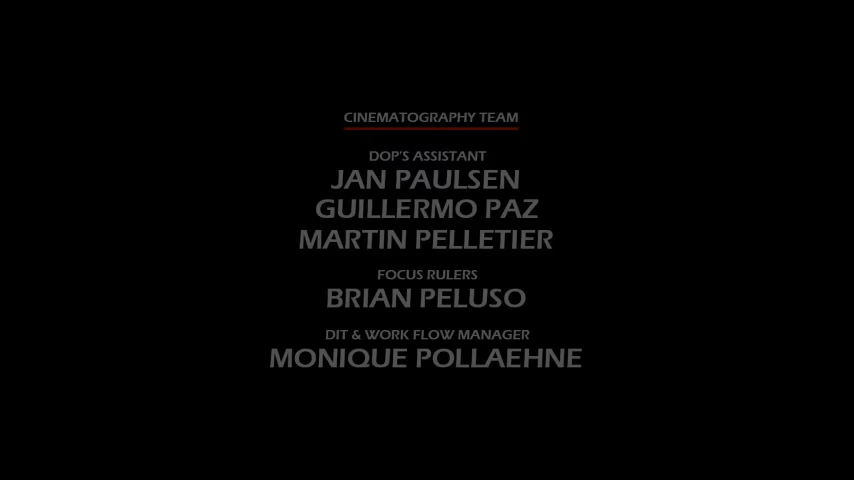 CINEMATOGRAPHY TEAM
DOP'S ASSISTANT
JAN PAULSEN
GUILLERMO PAZ
MARTIN PELLETIER
FOCUS RULERS
BRIAN PELUSO
DIT & WORK FLOW MANAGER
MONIQUE POLLAEHNE